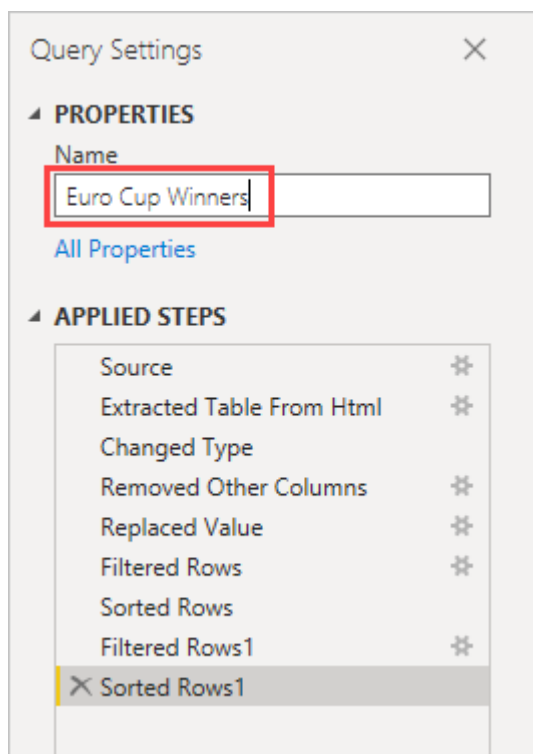 Query Settings
PROPERTIES
Name
Euro Cup Winners
All Properties
APPLIED STEPS
Source
Extracted Table From Html
Changed Type
Removed Other Columns
Replaced Value
Filtered Rows
Sorted Rows
Filtered Rows1
Sorted Rows1